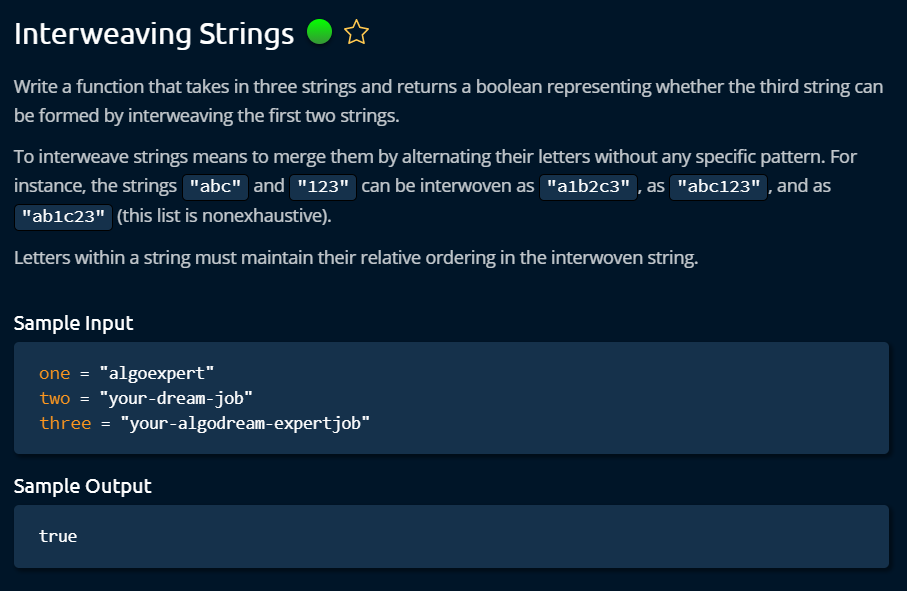 Interweaving Strings
Write a function that takes in three strings and returns a boolean representing whether the third string can
be formed by interweaving the first two strings.
To interweave strings means to merge them by alternating their letters without any specific pattern. For
instance, the strings "abc" and "123" can be interwoven as "a1b2c3", as "abc123", and as
"ab1c23" (this list is nonexhaustive).
Letters within a string must maintain their relative ordering in the interwoven string.
Sample Input
one = "algoexpert"
two = "your-dream-job"
three = "your-algodream-expertjob"
Sample Output
true